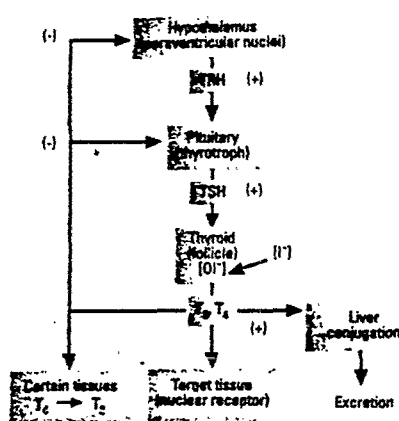 (-)
Hypothalamus
(paraventricular nuclei)
TRH (+)
(-)
Pituitary
(thyrotroph)
TSH (+)
Thyroid
(follicle)
[I⁻]
[OI⁻]
T₄
(+)
Liver
conjugation
Certain tissues
Target tissue
(nuclear receptor)
Excretion